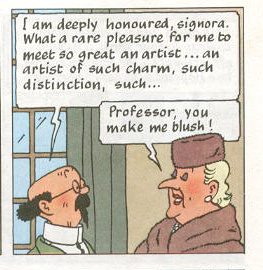 I am deeply honoured, signora.
What a rare pleasure for me to
meet so great an artist... an
artist of such charm, such
distinction, such...
Professor, you
make me blush!